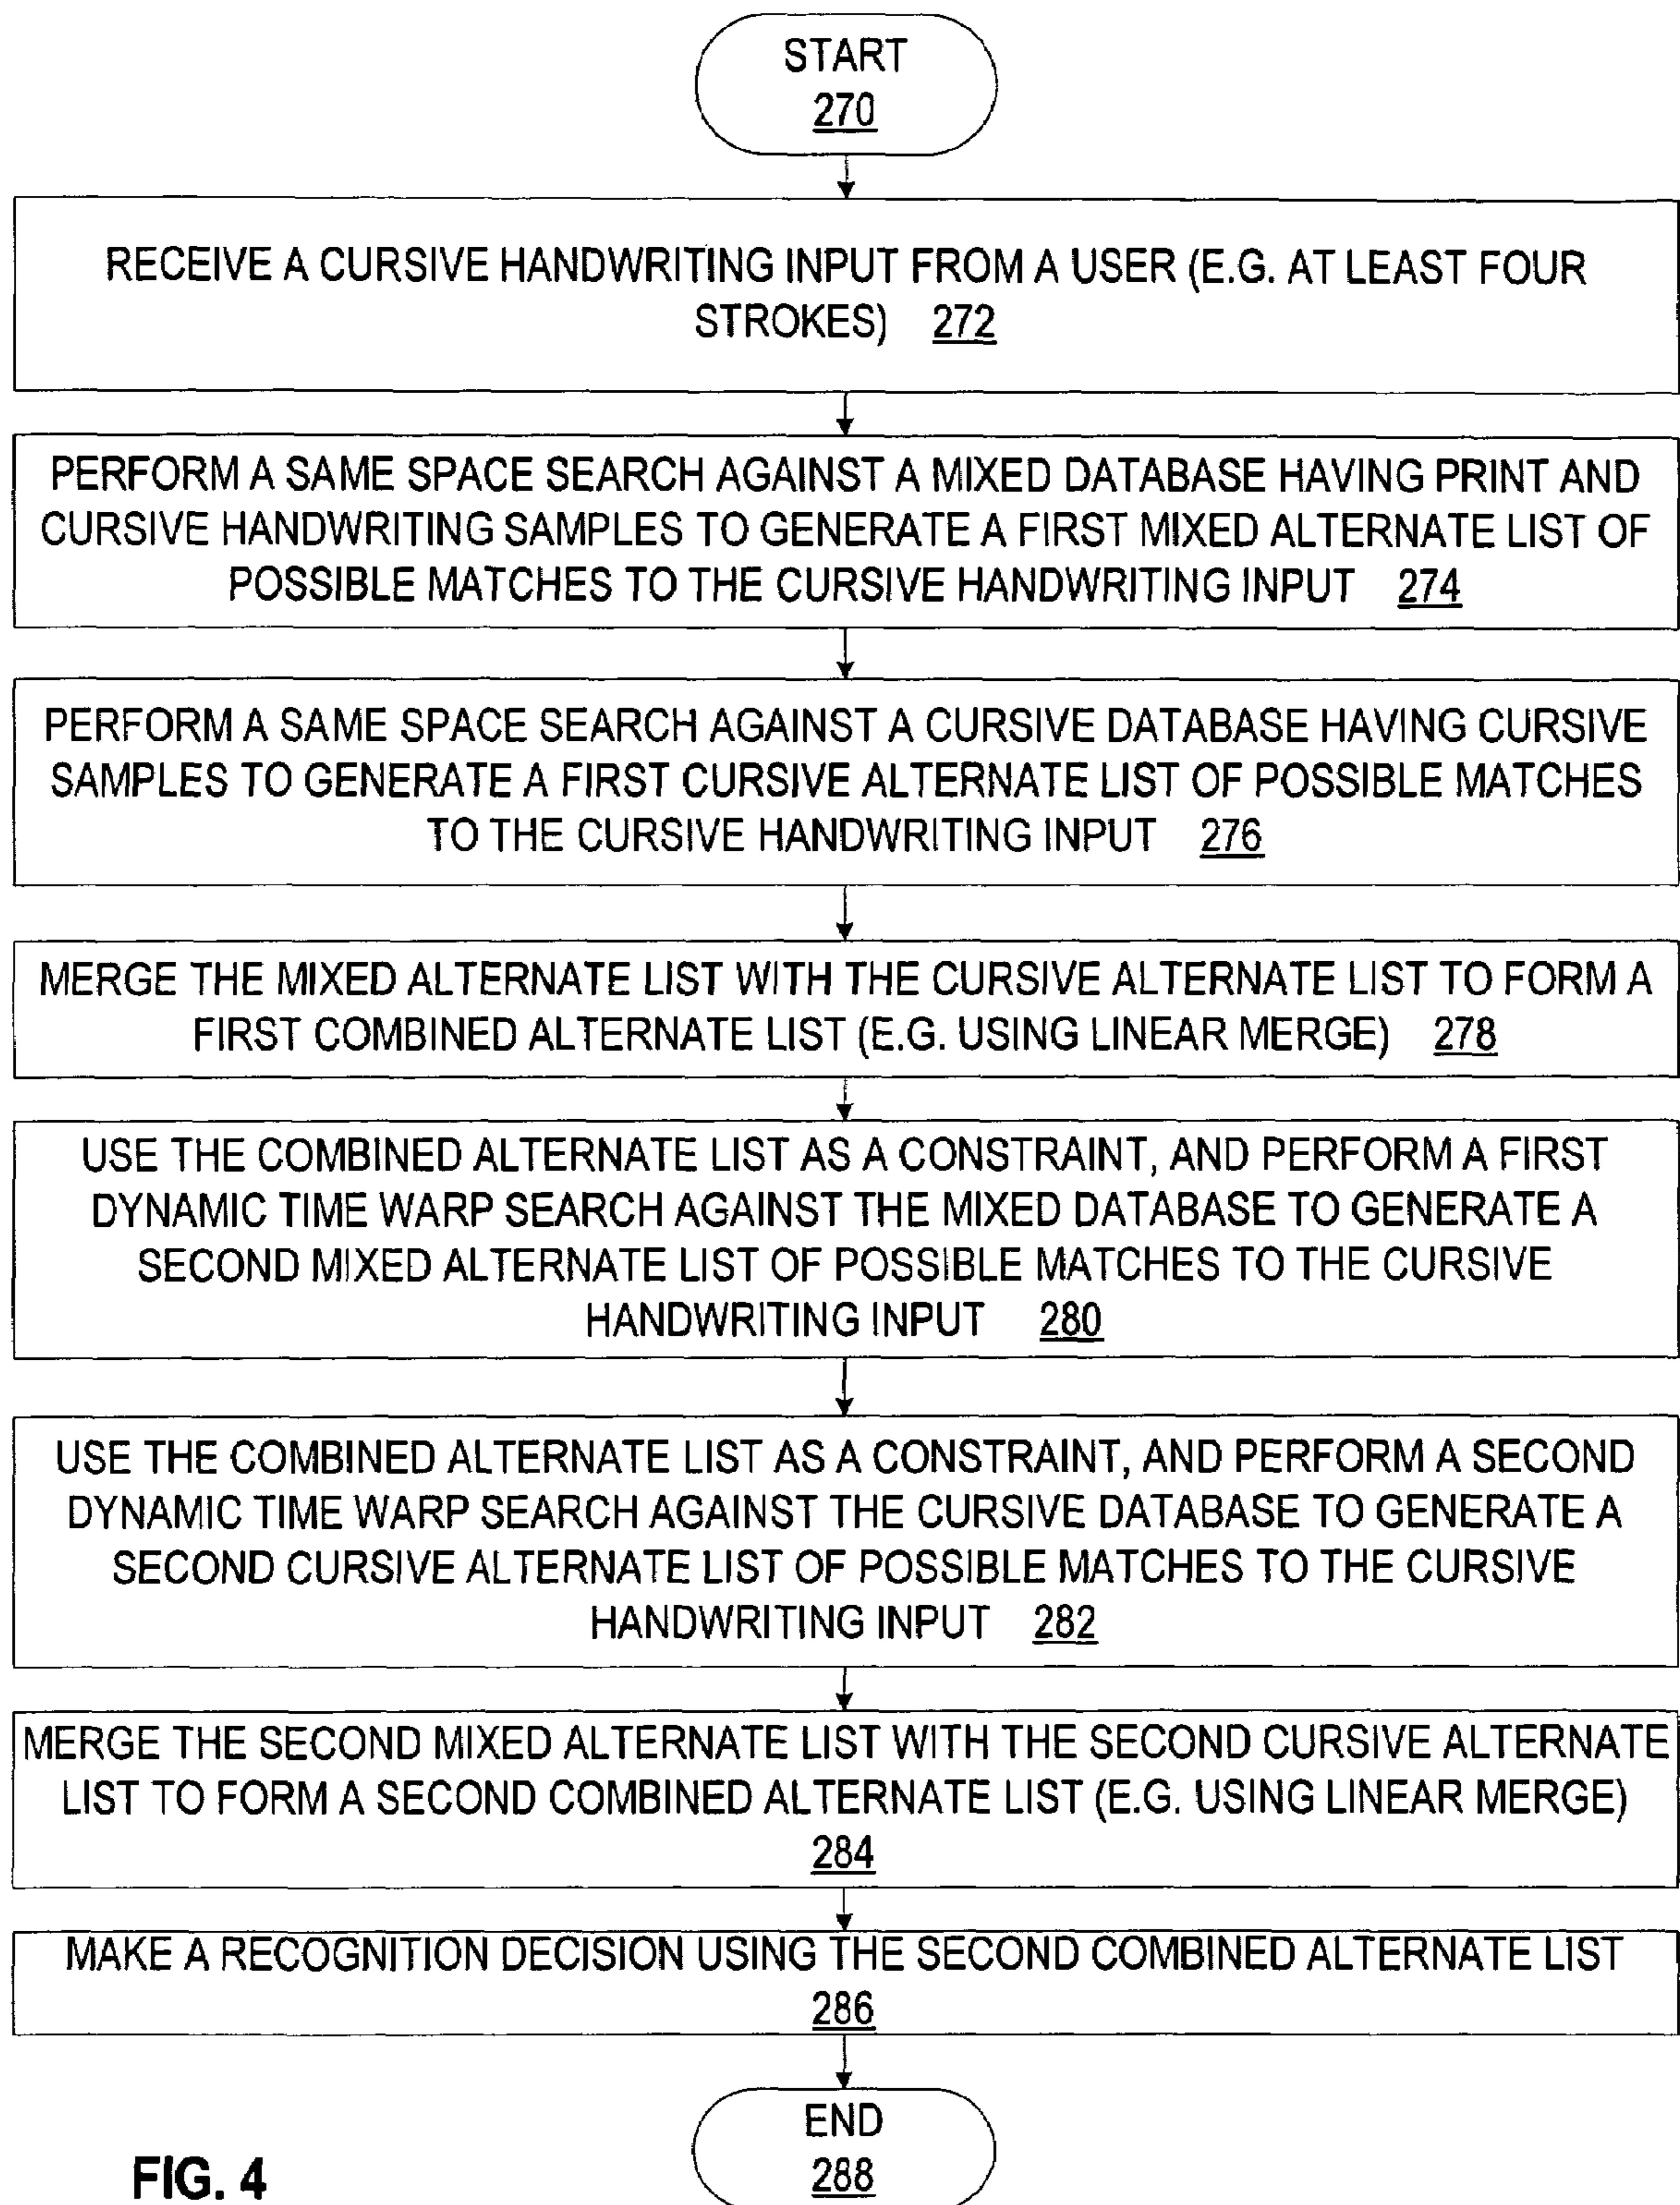 START
270
RECEIVE A CURSIVE HANDWRITING INPUT FROM A USER (E.G. AT LEAST FOUR
STROKES) 272
PERFORM A SAME SPACE SEARCH AGAINST A MIXED DATABASE HAVING PRINT AND
CURSIVE HANDWRITING SAMPLES TO GENERATE A FIRST MIXED ALTERNATE LIST OF
POSSIBLE MATCHES TO THE CURSIVE HANDWRITING INPUT 274
PERFORM A SAME SPACE SEARCH AGAINST A CURSIVE DATABASE HAVING CURSIVE
SAMPLES TO GENERATE A FIRST CURSIVE ALTERNATE LIST OF POSSIBLE MATCHES
TO THE CURSIVE HANDWRITING INPUT 276
MERGE THE MIXED ALTERNATE LIST WITH THE CURSIVE ALTERNATE LIST TO FORM A
FIRST COMBINED ALTERNATE LIST (E.G. USING LINEAR MERGE) 278
USE THE COMBINED ALTERNATE LIST AS A CONSTRAINT, AND PERFORM A FIRST
DYNAMIC TIME WARP SEARCH AGAINST THE MIXED DATABASE TO GENERATE A
SECOND MIXED ALTERNATE LIST OF POSSIBLE MATCHES TO THE CURSIVE
HANDWRITING INPUT 280
USE THE COMBINED ALTERNATE LIST AS A CONSTRAINT, AND PERFORM A SECOND
DYNAMIC TIME WARP SEARCH AGAINST THE CURSIVE DATABASE TO GENERATE A
SECOND CURSIVE ALTERNATE LIST OF POSSIBLE MATCHES TO THE CURSIVE
HANDWRITING INPUT 282
MERGE THE SECOND MIXED ALTERNATE LIST WITH THE SECOND CURSIVE ALTERNATE
LIST TO FORM A SECOND COMBINED ALTERNATE LIST (E.G. USING LINEAR MERGE)
284
MAKE A RECOGNITION DECISION USING THE SECOND COMBINED ALTERNATE LIST
286
END
288
FIG. 4